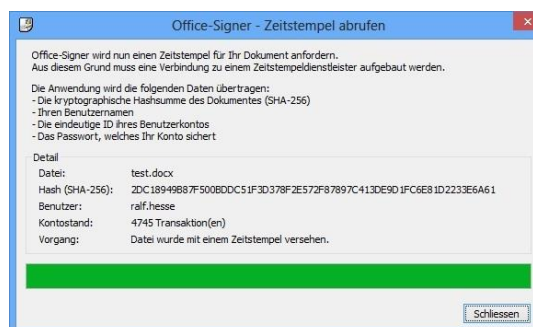 Office-Signer - Zeitstempel abrufen
Office-Signer wird nun einen Zeitstempel für Ihr Dokument anfordern.
Aus diesem Grund muss eine Verbindung zu einem Zeitstempeldienstleister aufgebaut werden.
Die Anwendung wird die folgenden Daten übertragen:
- Die kryptographische Hashsumme des Dokumentes (SHA-256)
- Ihren Benutzernamen
- Die eindeutige ID ihres Benutzerkontos
- Das Passwort, welches Ihr Konto sichert
Detail
Datei: test.docx
Hash (SHA-256): 2DC18949B87F500BDDC51F3D378F2E572F87897C413DE9D1FC6E81D2233E6A61
Benutzer: ralf.hesse
Kontostand: 4745 Transaktion(en)
Vorgang: Datei wurde mit einem Zeitstempel versehen.
Schliessen